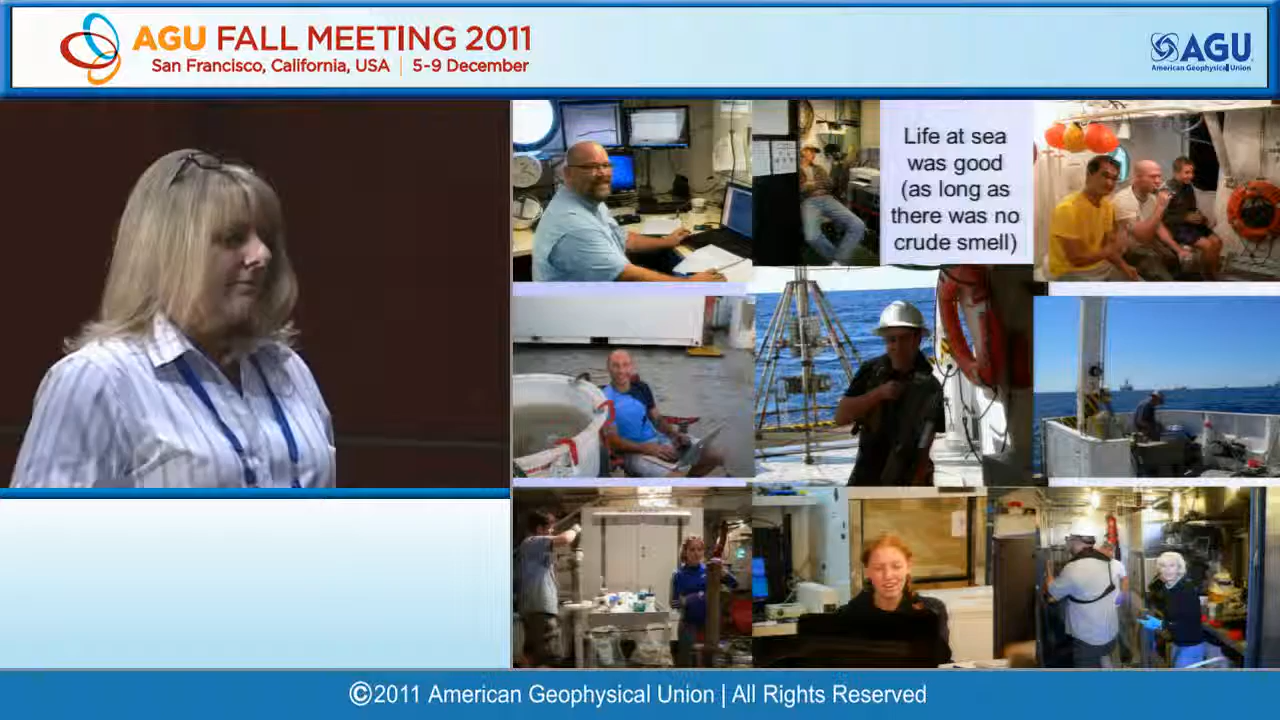 AGU FALL MEETING 2011
San Francisco, California, USA | 5-9 December
AGU
American Geophysical Union
Life at sea
was good
(as long as
there was no
crude smell)
©2011 American Geophysical Union | All Rights Reserved